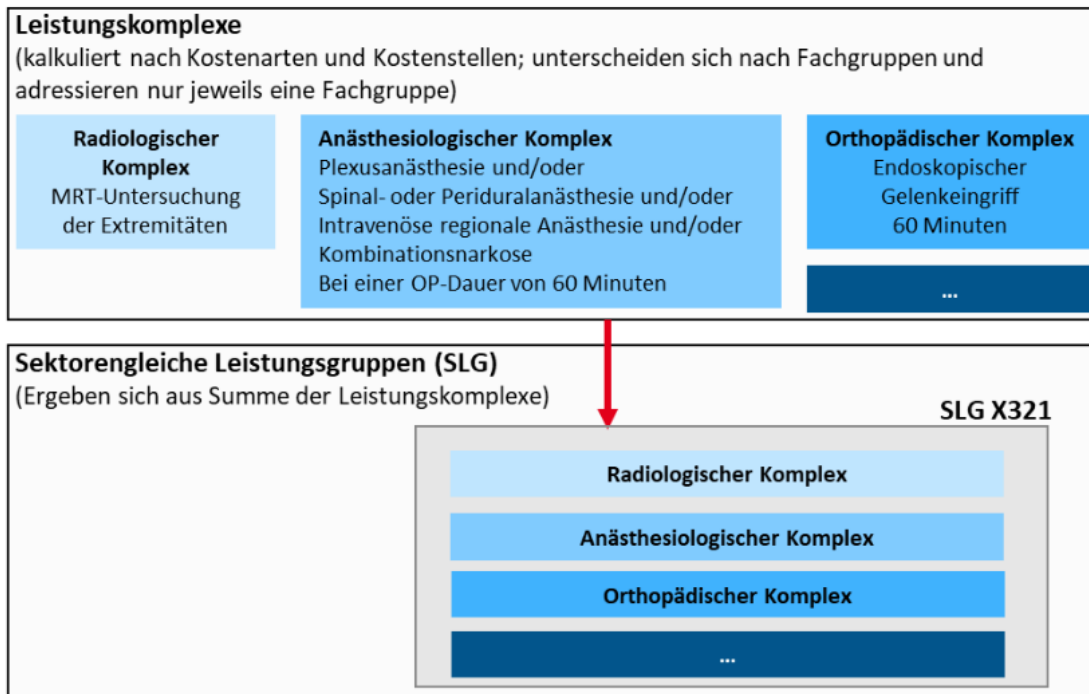 Leistungskomplexe
(kalkuliert nach Kostenarten und Kostenstellen; unterscheiden sich nach Fachgruppen und
adressieren nur jeweils eine Fachgruppe)
Radiologischer
Komplex
MRT-Untersuchung
der Extremitäten
Anästhesiologischer Komplex
Plexusanästhesie und/oder
Spinal- oder Periduralanästhesie und/oder
Intravenöse regionale Anästhesie und/oder
Kombinationsnarkose
Bei einer OP-Dauer von 60 Minuten
Orthopädischer Komplex
Endoskopischer
Gelenkeingriff
60 Minuten
...
Sektorengleiche Leistungsgruppen (SLG)
(Ergeben sich aus Summe der Leistungskomplexe)
SLG X321
Radiologischer Komplex
Anästhesiologischer Komplex
Orthopädischer Komplex
...